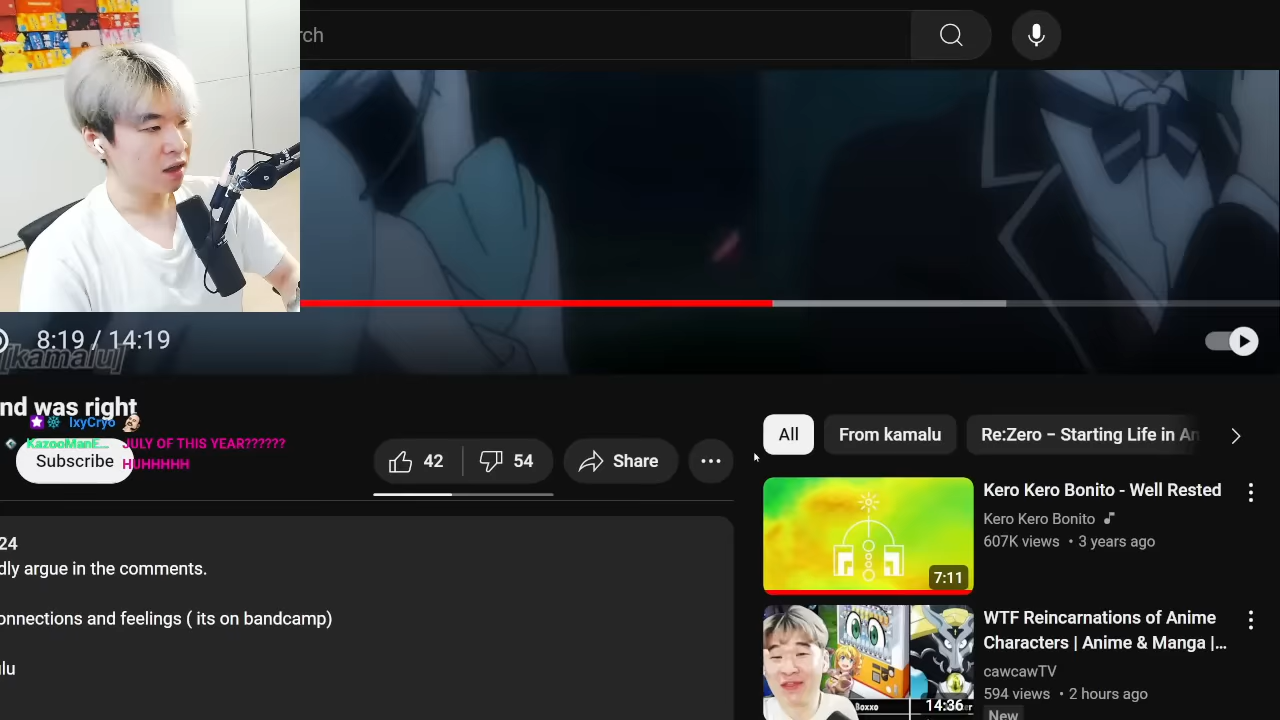 rch
8:19 / 14:19
[kamalu]
nd was right
IxyCryo
KazooManE... JULY OF THIS YEAR??????
HUHHHHH
Subscribe
42
54
Share
24
dly argue in the comments.
onnections and feelings ( its on bandcamp)
lu
All
From kamalu
Re:Zero − Starting Life in An
Kero Kero Bonito - Well Rested
Kero Kero Bonito
607K views • 3 years ago
7:11
WTF Reincarnations of Anime
Characters | Anime & Manga |...
cawcawTV
594 views • 2 hours ago
New
Boxxo
14:36